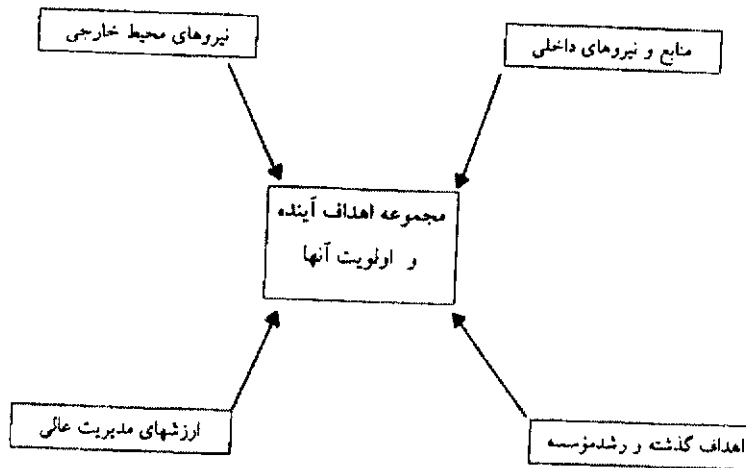 منابع و نیروهای داخلی
نیروهای محیط خارجی
مجموعه اهداف آینده
و اولویت آنها
اهداف گذشته و رشدمؤسسه
ارزشهای مدیریت عالی